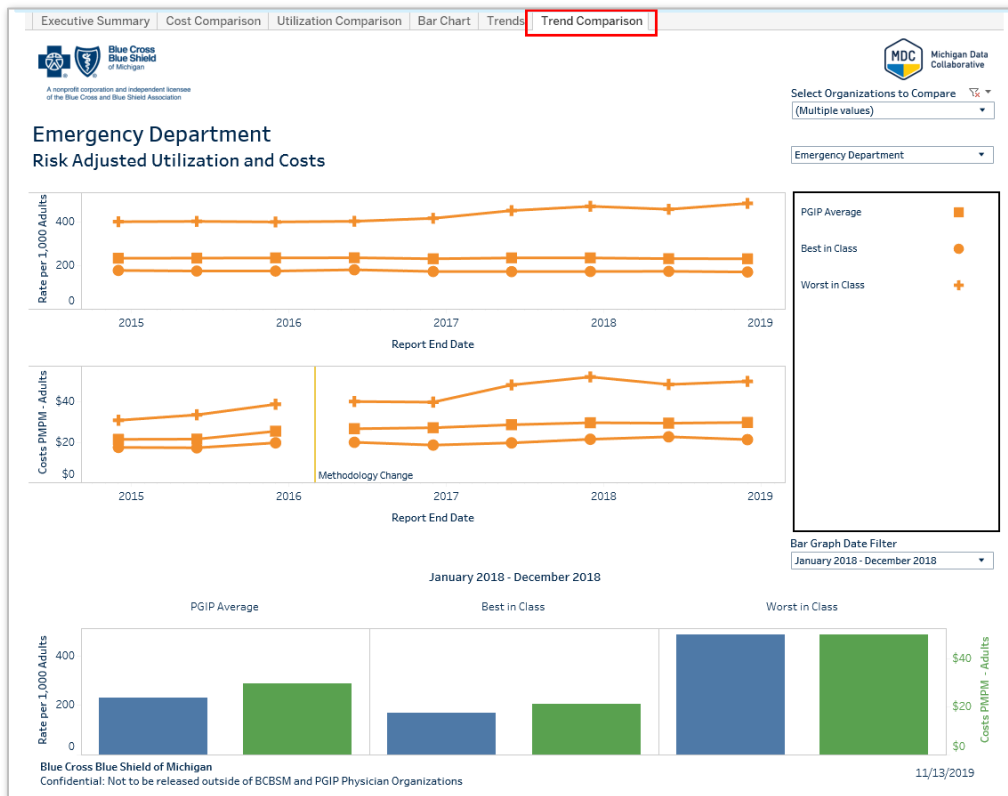 Executive Summary Cost Comparison Utilization Comparison Bar Chart Trends Trend Comparison
Blue Cross
Blue Shield
of Michigan
A nonprofit corporation and independent licensee
of the Blue Cross and Blue Shield Association
MDC
Michigan Data
Collaborative
Select Organizations to Compare
(Multiple values)
Emergency Department
Risk Adjusted Utilization and Costs
Emergency Department
Rate per 1,000 Adults
400
200
0
2015 2016 2017 2018 2019
Report End Date
PGIP Average
Best in Class
Worst in Class
Costs PMPM - Adults
$40
$20
$0
Methodology Change
2015 2016 2017 2018 2019
Report End Date
Bar Graph Date Filter
January 2018 - December 2018
January 2018 - December 2018
PGIP Average Best in Class Worst in Class
Rate per 1,000 Adults
400
200
0
$40
$20
$0
Costs PMPM - Adults
Blue Cross Blue Shield of Michigan
Confidential: Not to be released outside of BCBSM and PGIP Physician Organizations
11/13/2019